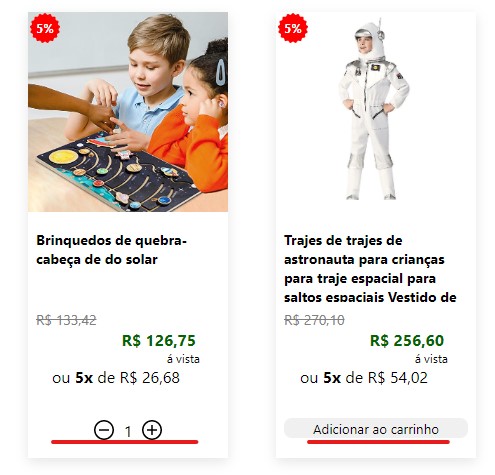 5%
Brinquedos de quebra-
cabeça de do solar
R$ 133,42
R$ 126,75
á vista
ou 5x de R$ 26,68
1
5%
Trajes de trajes de
astronauta para crianças
para traje espacial para
saltos espaciais Vestido de
R$ 270,10
R$ 256,60
á vista
ou 5x de R$ 54,02
Adicionar ao carrinho